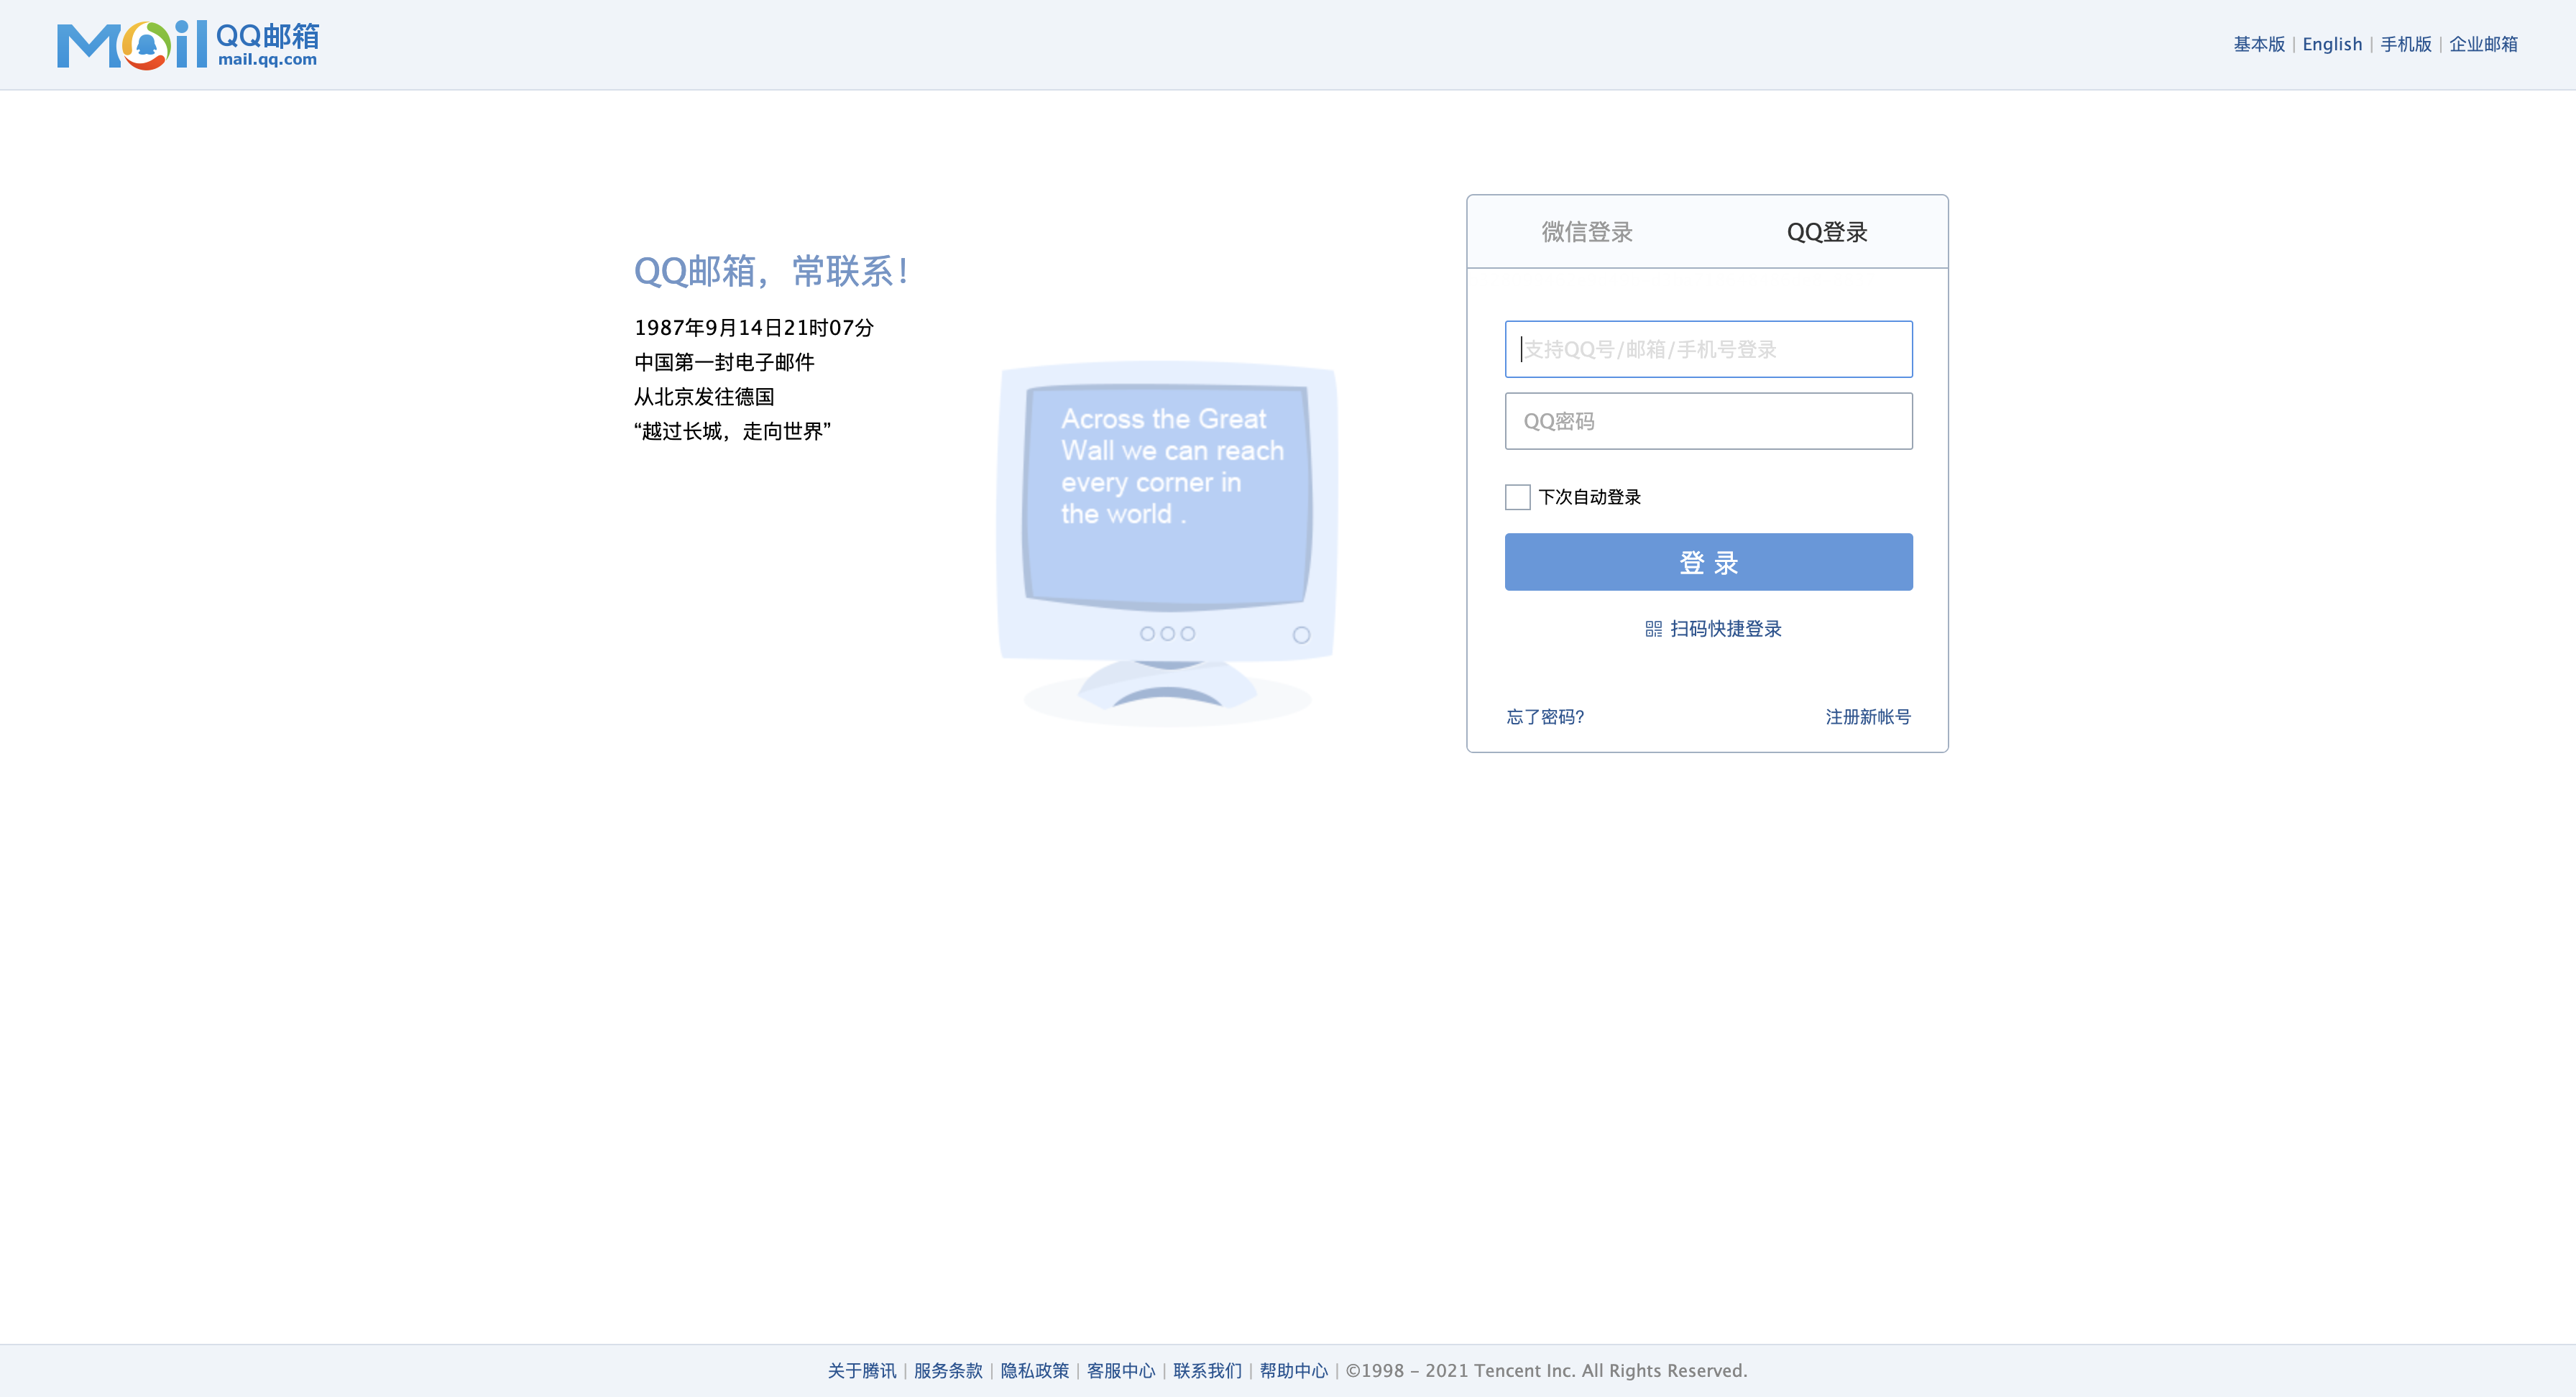 Mail QQ邮箱
mail.qq.com
基本版 | English | 手机版 | 企业邮箱
QQ邮箱，常联系！
1987年9月14日21时07分
中国第一封电子邮件
从北京发往德国
“越过长城，走向世界”
Across the Great
Wall we can reach
every corner in
the world .
微信登录 QQ登录
支持QQ号/邮箱/手机号登录
QQ密码
下次自动登录
登 录
扫码快捷登录
忘了密码？ 注册新帐号
关于腾讯 | 服务条款 | 隐私政策 | 客服中心 | 联系我们 | 帮助中心 | ©1998 - 2021 Tencent Inc. All Rights Reserved.